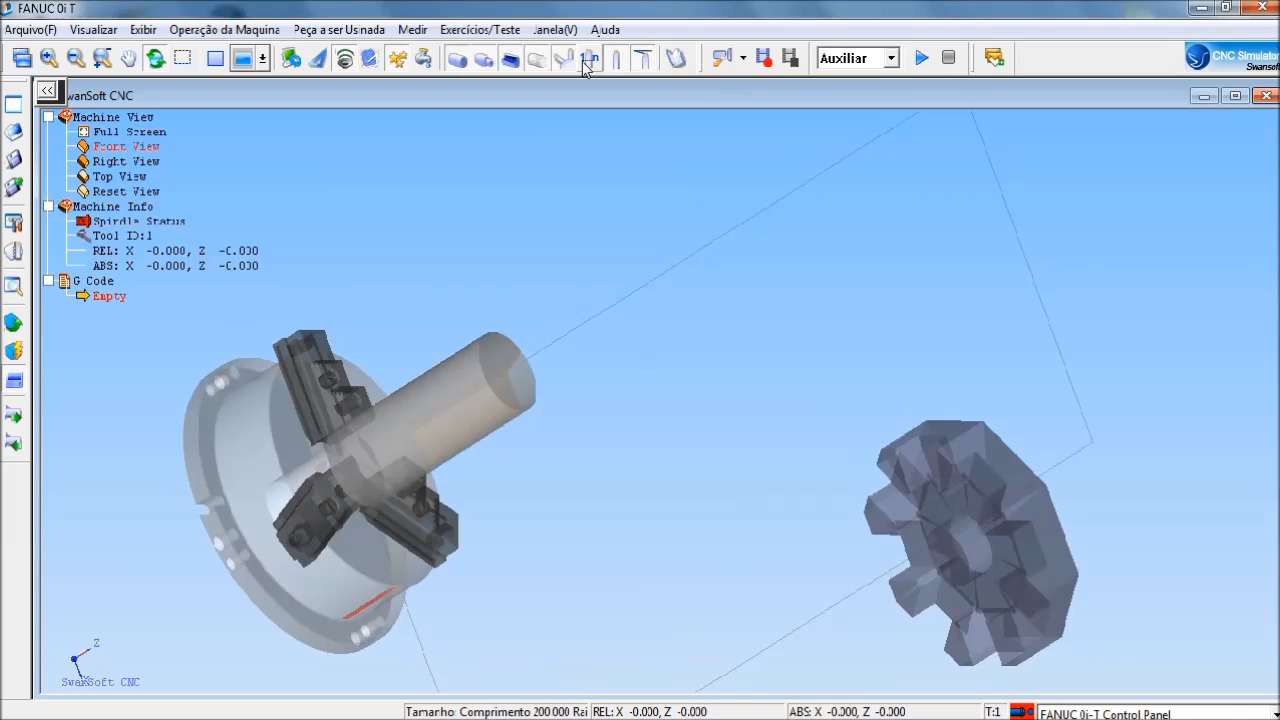 FANUC 0i T
Arquivo(F) Visualizar Exibir Operação da Maquina Peça a ser Usinada Medir Exercícios/Teste Janela(V) Ajuda
Auxiliar
CNC Simulator
Swansoft
wanSoft CNC
Machine View
Full Screen
Front View
Right View
Top View
Reset View
Machine Info
Spindle Status
Tool ID:1
REL: X -0.000, Z -0.000
ABS: X -0.000, Z -0.000
G Code
Empty
Z
SwanSoft CNC
Tamanho: Comprimento 200 000 Rai REL: X -0.000, Z -0.000 ABS: X -0.000, Z -0.000 T:1 FANUC 0i-T Control Panel